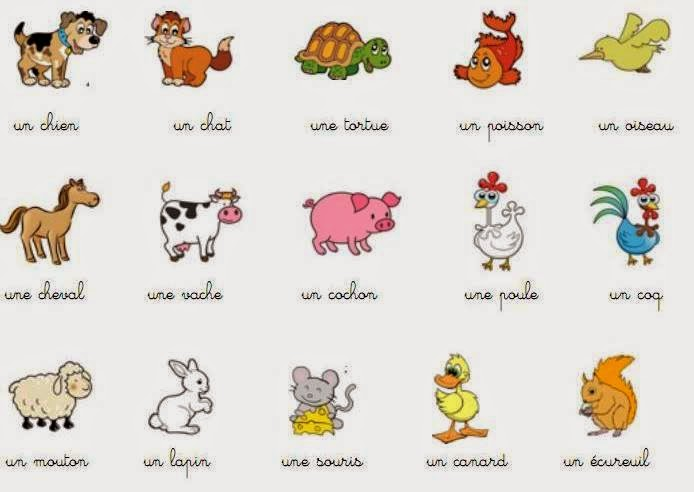 un chien un chat une tortue un poisson un oiseau
une cheval une vache un cochon une poule un coq
un mouton un lapin une souris un canard un écureuil